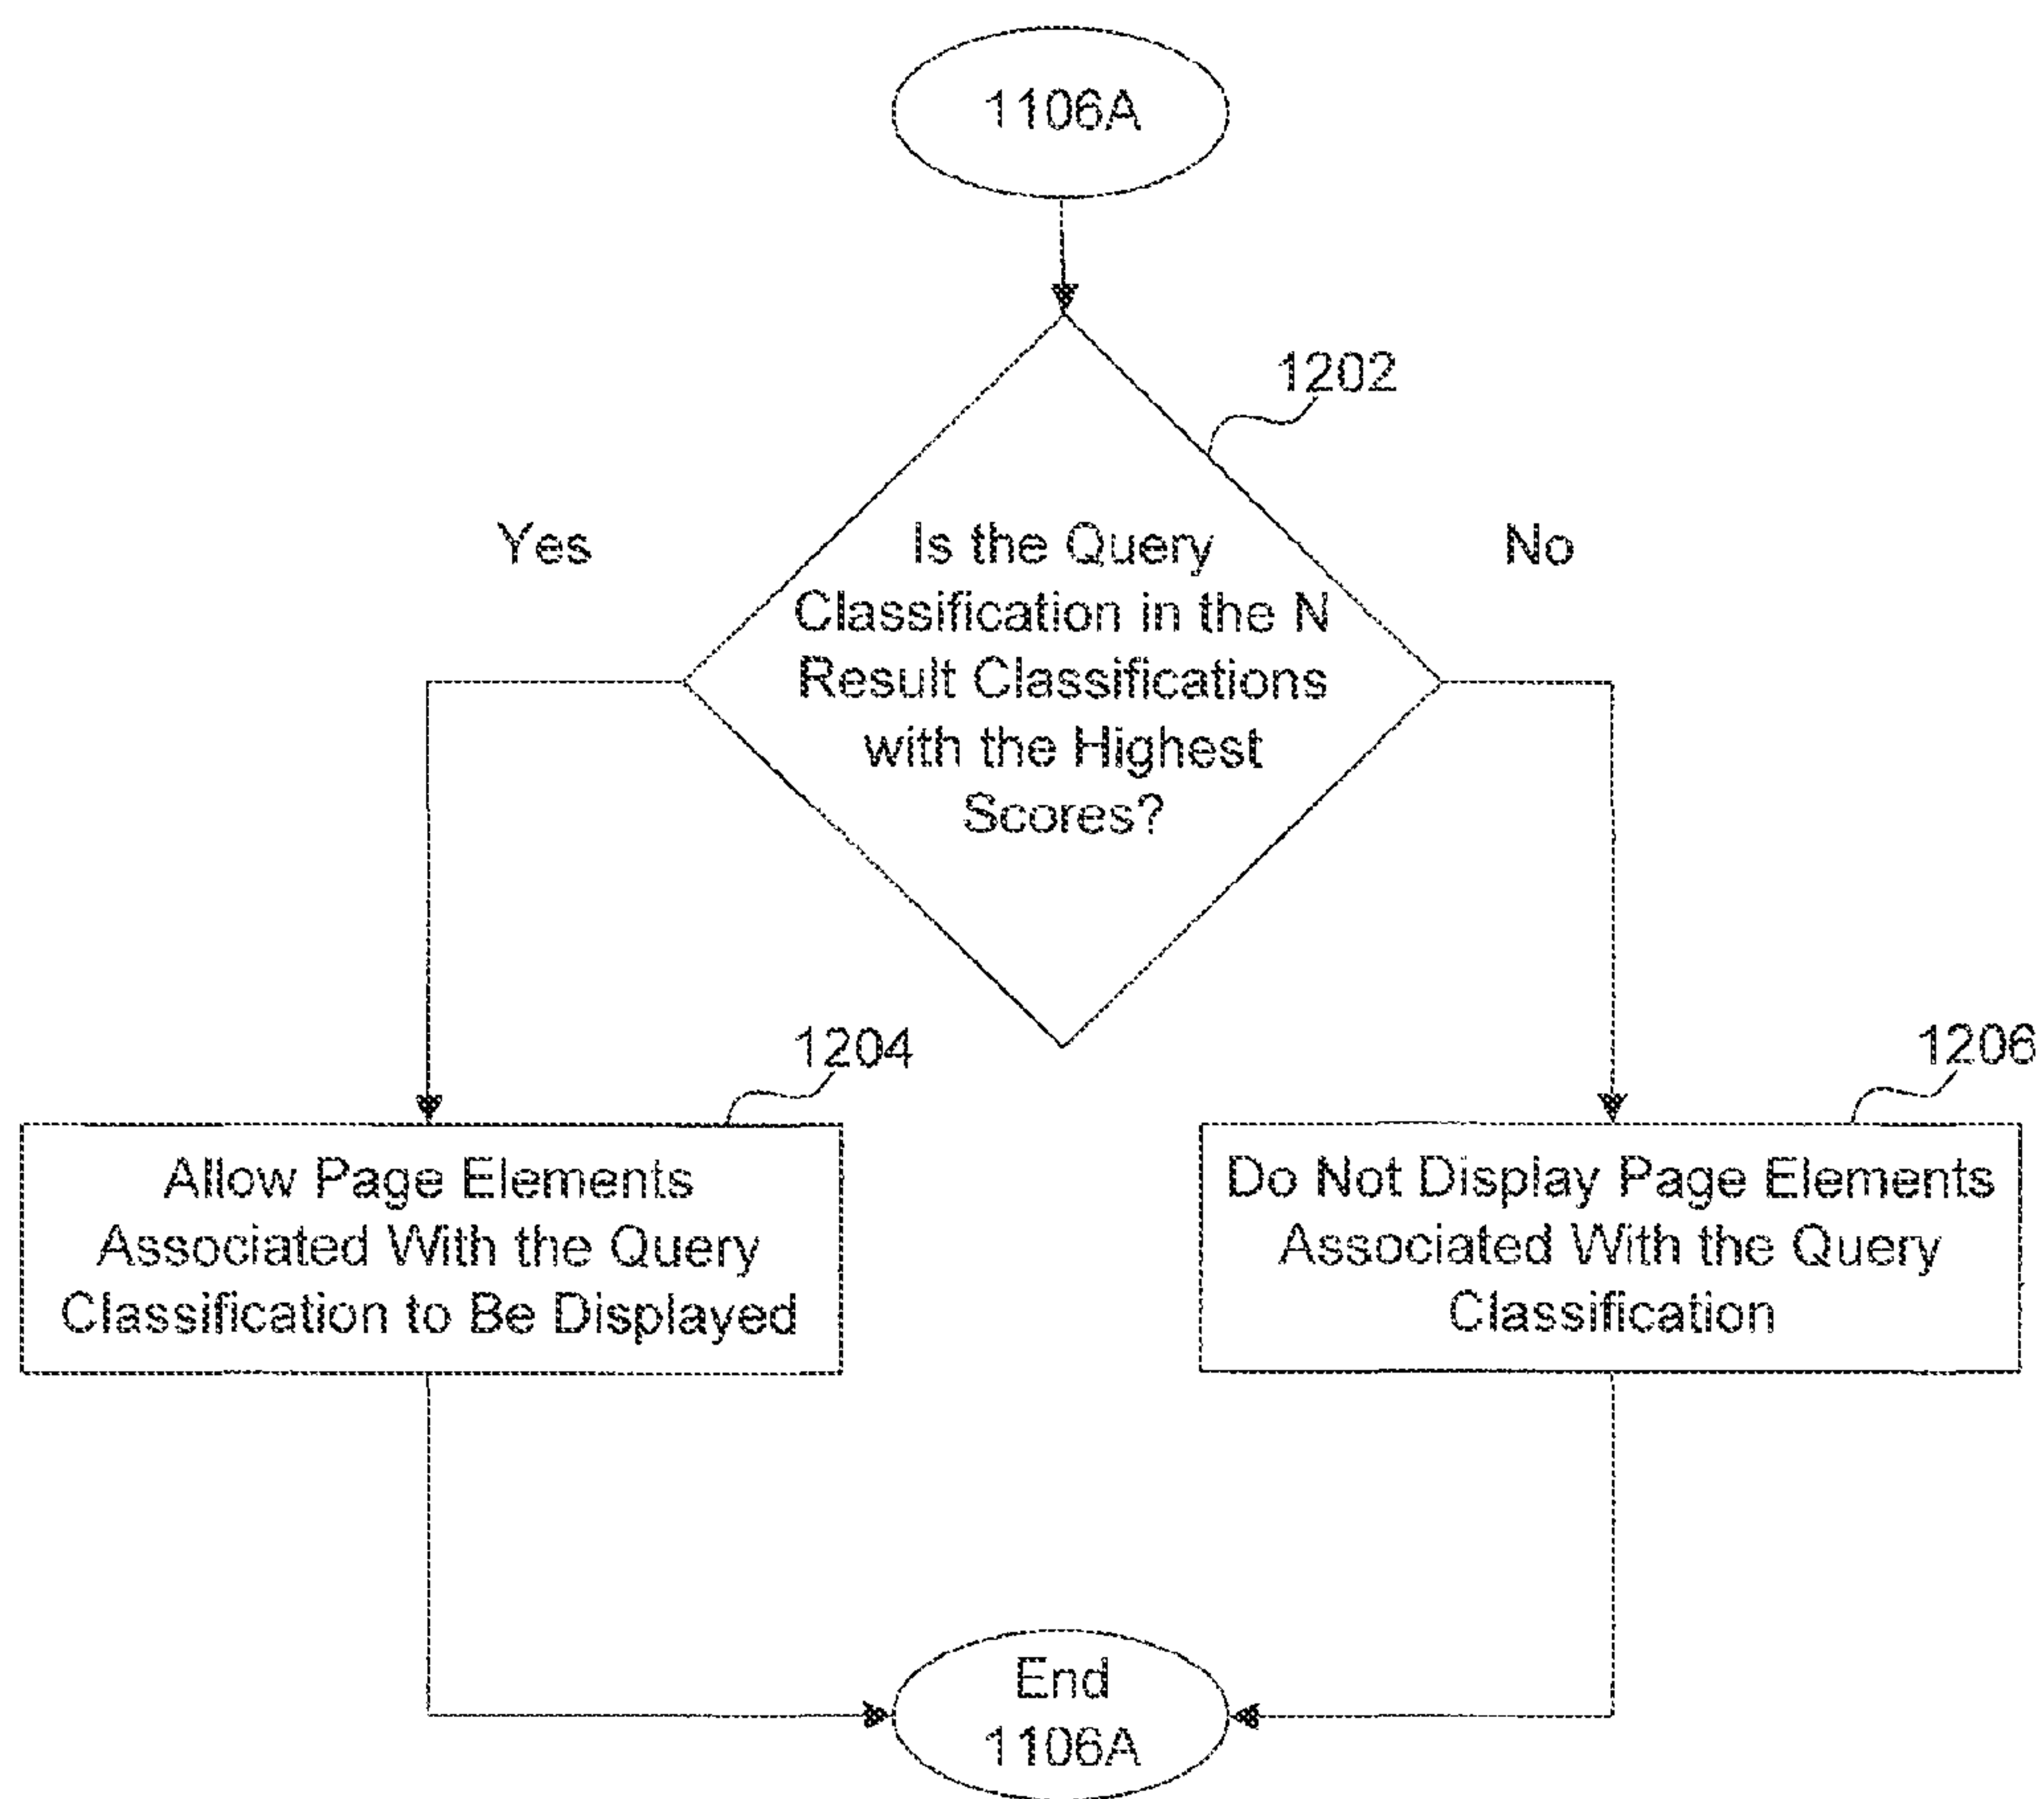 1106A
1202
Yes
No
Is the Query
Classification in the N
Result Classifications
with the Highest
Scores?
1204
1206
Allow Page Elements
Associated With the Query
Classification to Be Displayed
Do Not Display Page Elements
Associated With the Query
Classification
End
1106A